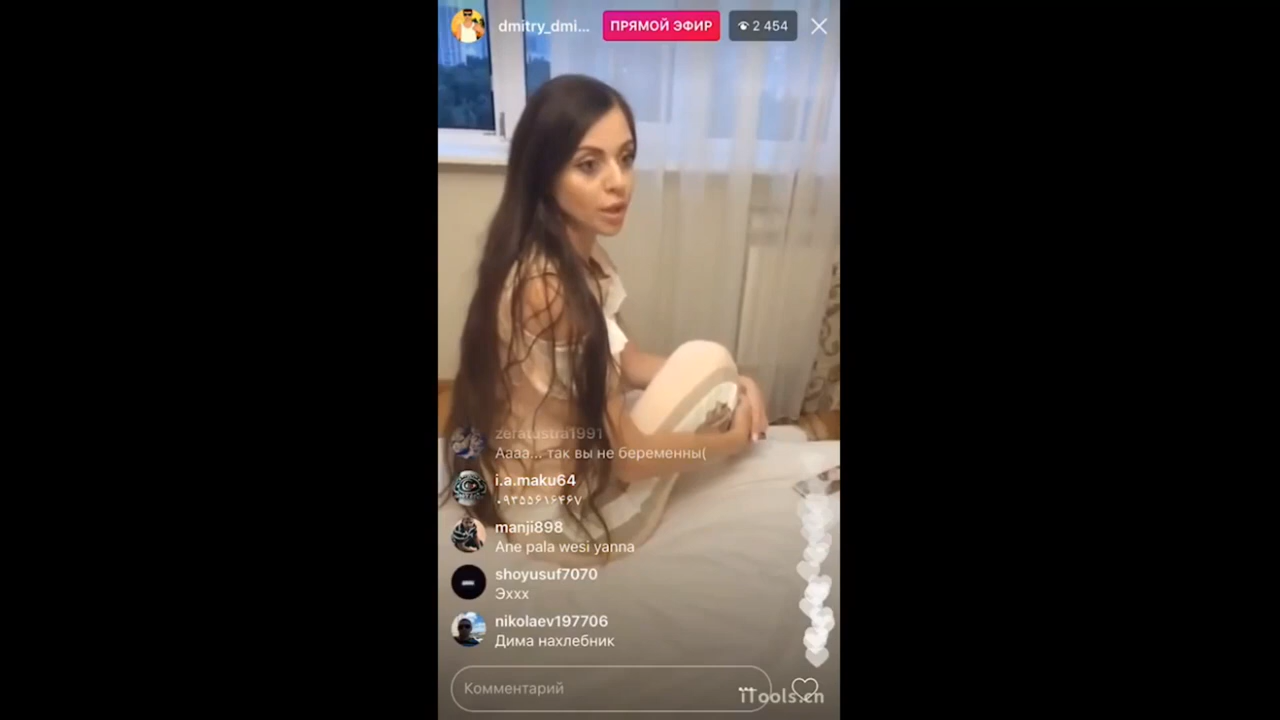 dmitry_dmi...
ПРЯМОЙ ЭФИР
2 454
zeratustra1991
Аааа... так вы не беременны(
i.a.maku64
۰۹۳۵۵۶۱۶۴۶۷
manji898
Ane pala wesi yanna
shoyusuf7070
Эххх
nikolaev197706
Дима нахлебник
Комментарий
iTools.cn